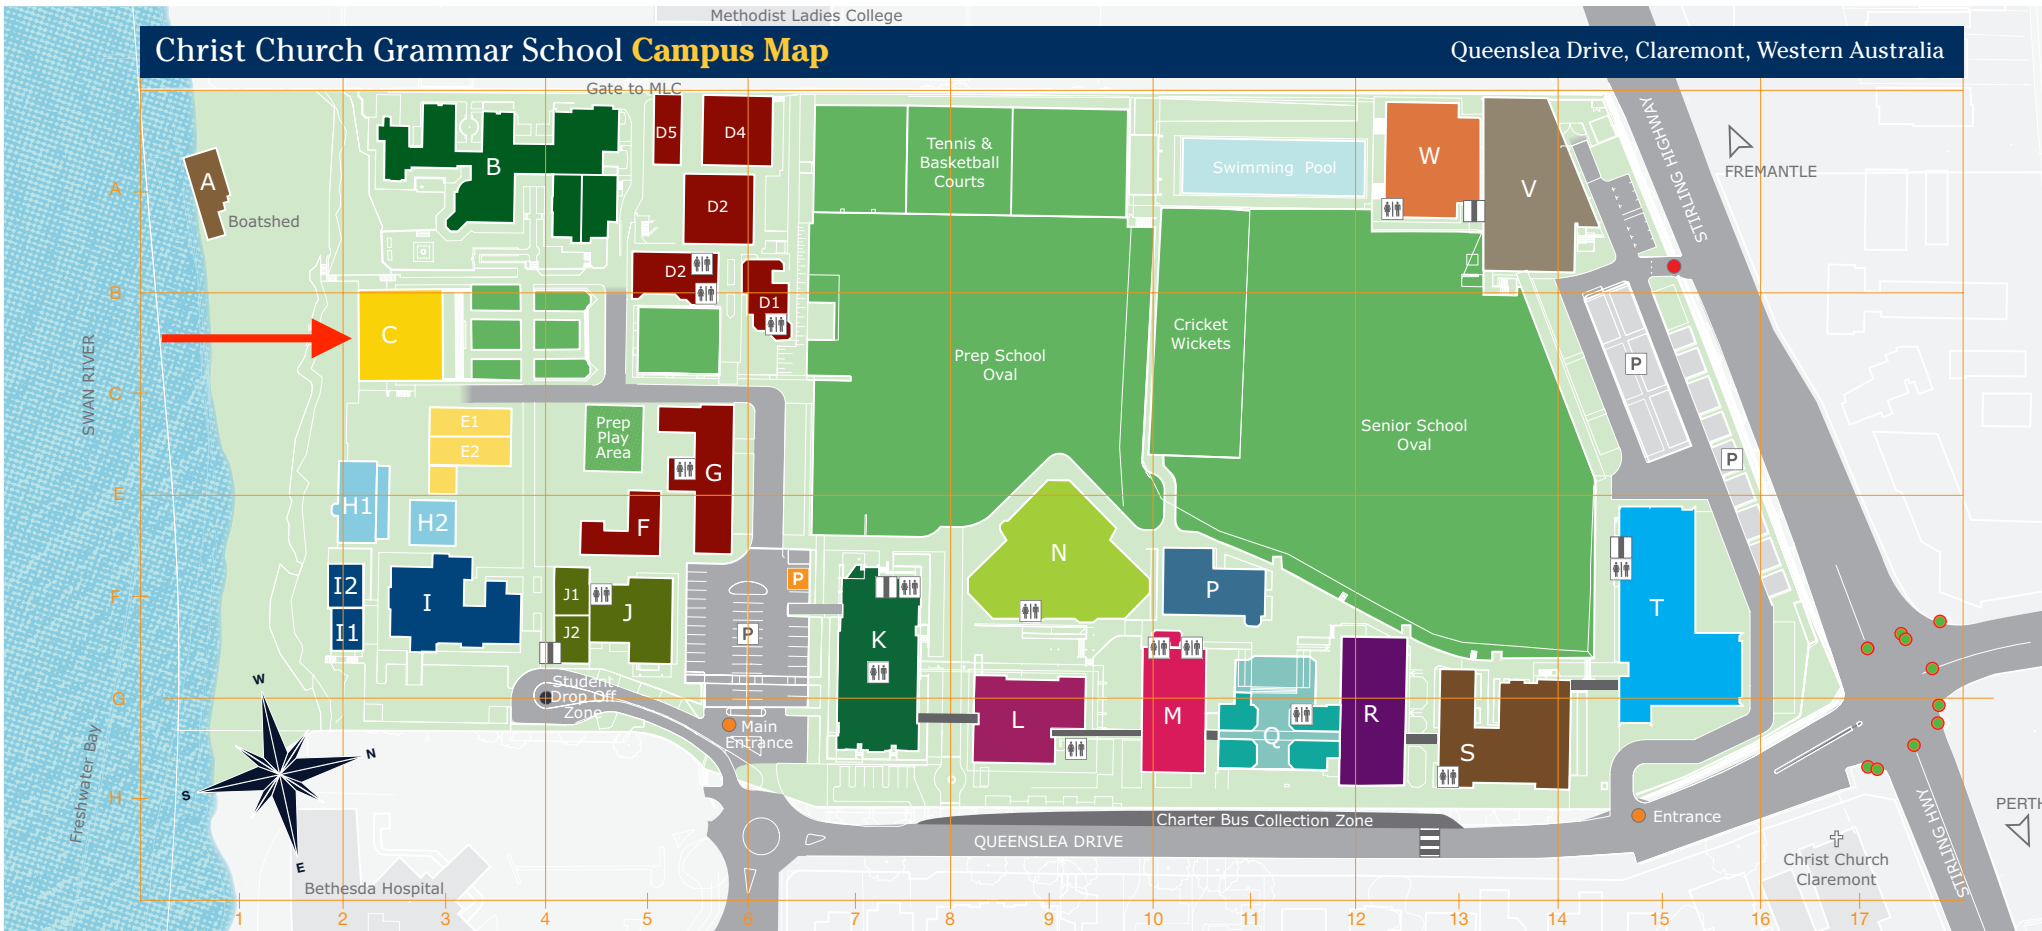 Methodist Ladies College
Christ Church Grammar School Campus Map
Queenslea Drive, Claremont, Western Australia
Gate to MLC
STIRLING HIGHWAY
FREMANTLE
A
Boatshed
B
D5
D4
D2
Tennis &
Basketball
Courts
Swimming Pool
W
V
A
B
C
E
F
G
H
D2
D1
C
SWAN RIVER
Prep School
Oval
Cricket
Wickets
Senior School
Oval
P
P
E1
E2
Prep
Play
Area
G
H1
H2
F
N
I2
I1
I
J1
J2
J
P
P
K
P
T
Student
Drop Off
Zone
Main
Entrance
L
M
Q
R
S
W
N
S
E
Freshwater Bay
Charter Bus Collection Zone
QUEENSLEA DRIVE
Entrance
STIRLING HWY
PERTH
Christ Church
Claremont
Bethesda Hospital
1 2 3 4 5 6 7 8 9 10 11 12 13 14 15 16 17